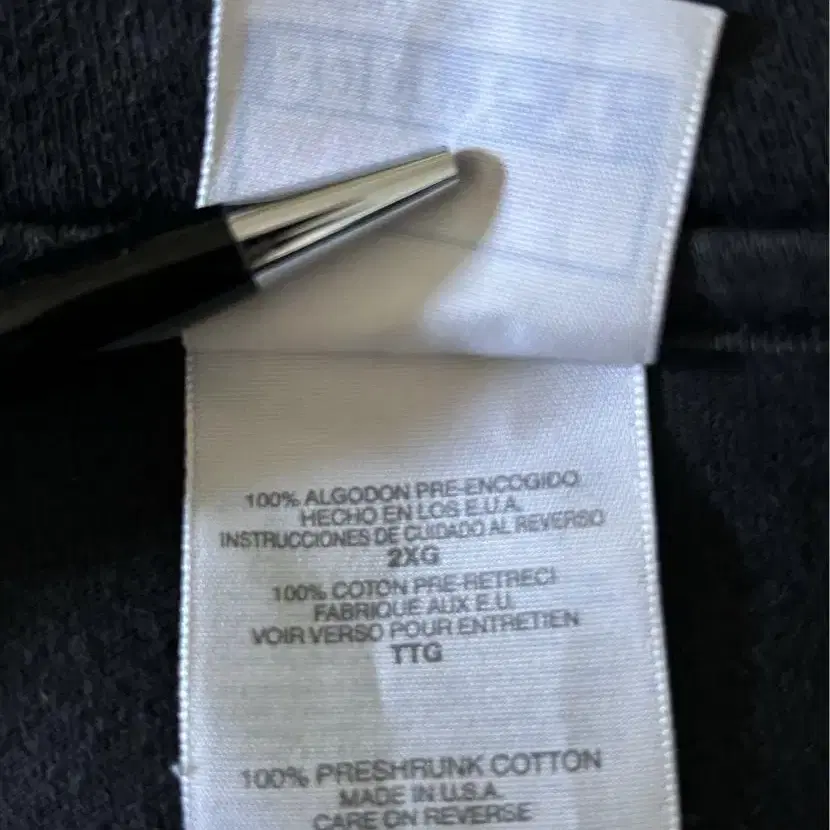 100% ALGODON PRE-ENCOGIDO
HECHO EN LOS E.U.A.
INSTRUCCIONES DE CUIDADO AL REVERSO
2XG
100% COTON PRE-RETRECI
FABRIQUE AUX E.U.
VOIR VERSO POUR ENTRETIEN
TTG
100% PRESHRUNK COTTON
MADE IN U.S.A.
CARE ON REVERSE